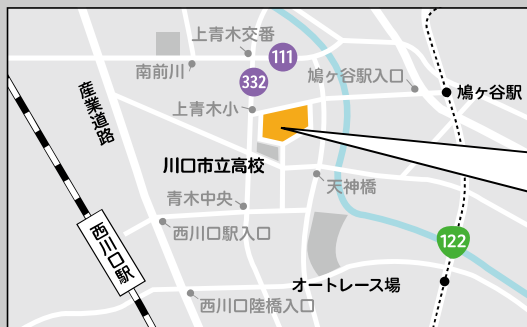 上青木交番
111
南前川
鳩ヶ谷駅入口
332
鳩ヶ谷駅
産業道路
上青木小
川口市立高校
天神橋
青木中央
西川口駅入口
西川口駅
122
オートレース場
西川口陸橋入口